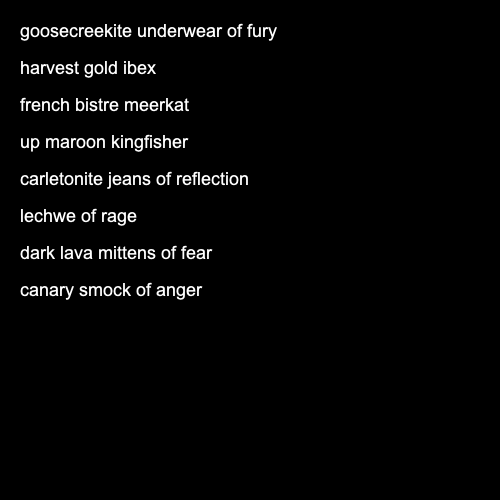 goosecreekite underwear of fury
harvest gold ibex
french bistre meerkat
up maroon kingfisher
carletonite jeans of reflection
lechwe of rage
dark lava mittens of fear
canary smock of anger